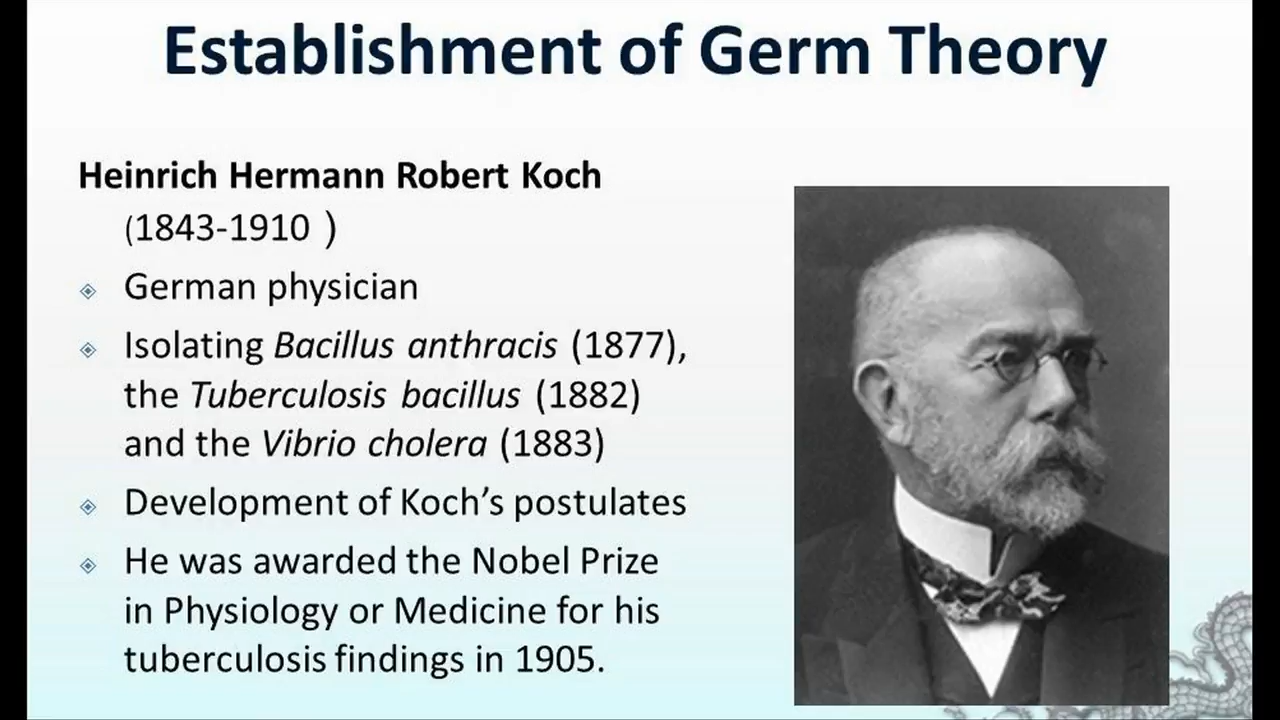 Establishment of Germ Theory
Heinrich Hermann Robert Koch
(1843-1910 )
German physician
Isolating Bacillus anthracis (1877),
the Tuberculosis bacillus (1882)
and the Vibrio cholera (1883)
Development of Koch’s postulates
He was awarded the Nobel Prize
in Physiology or Medicine for his
tuberculosis findings in 1905.